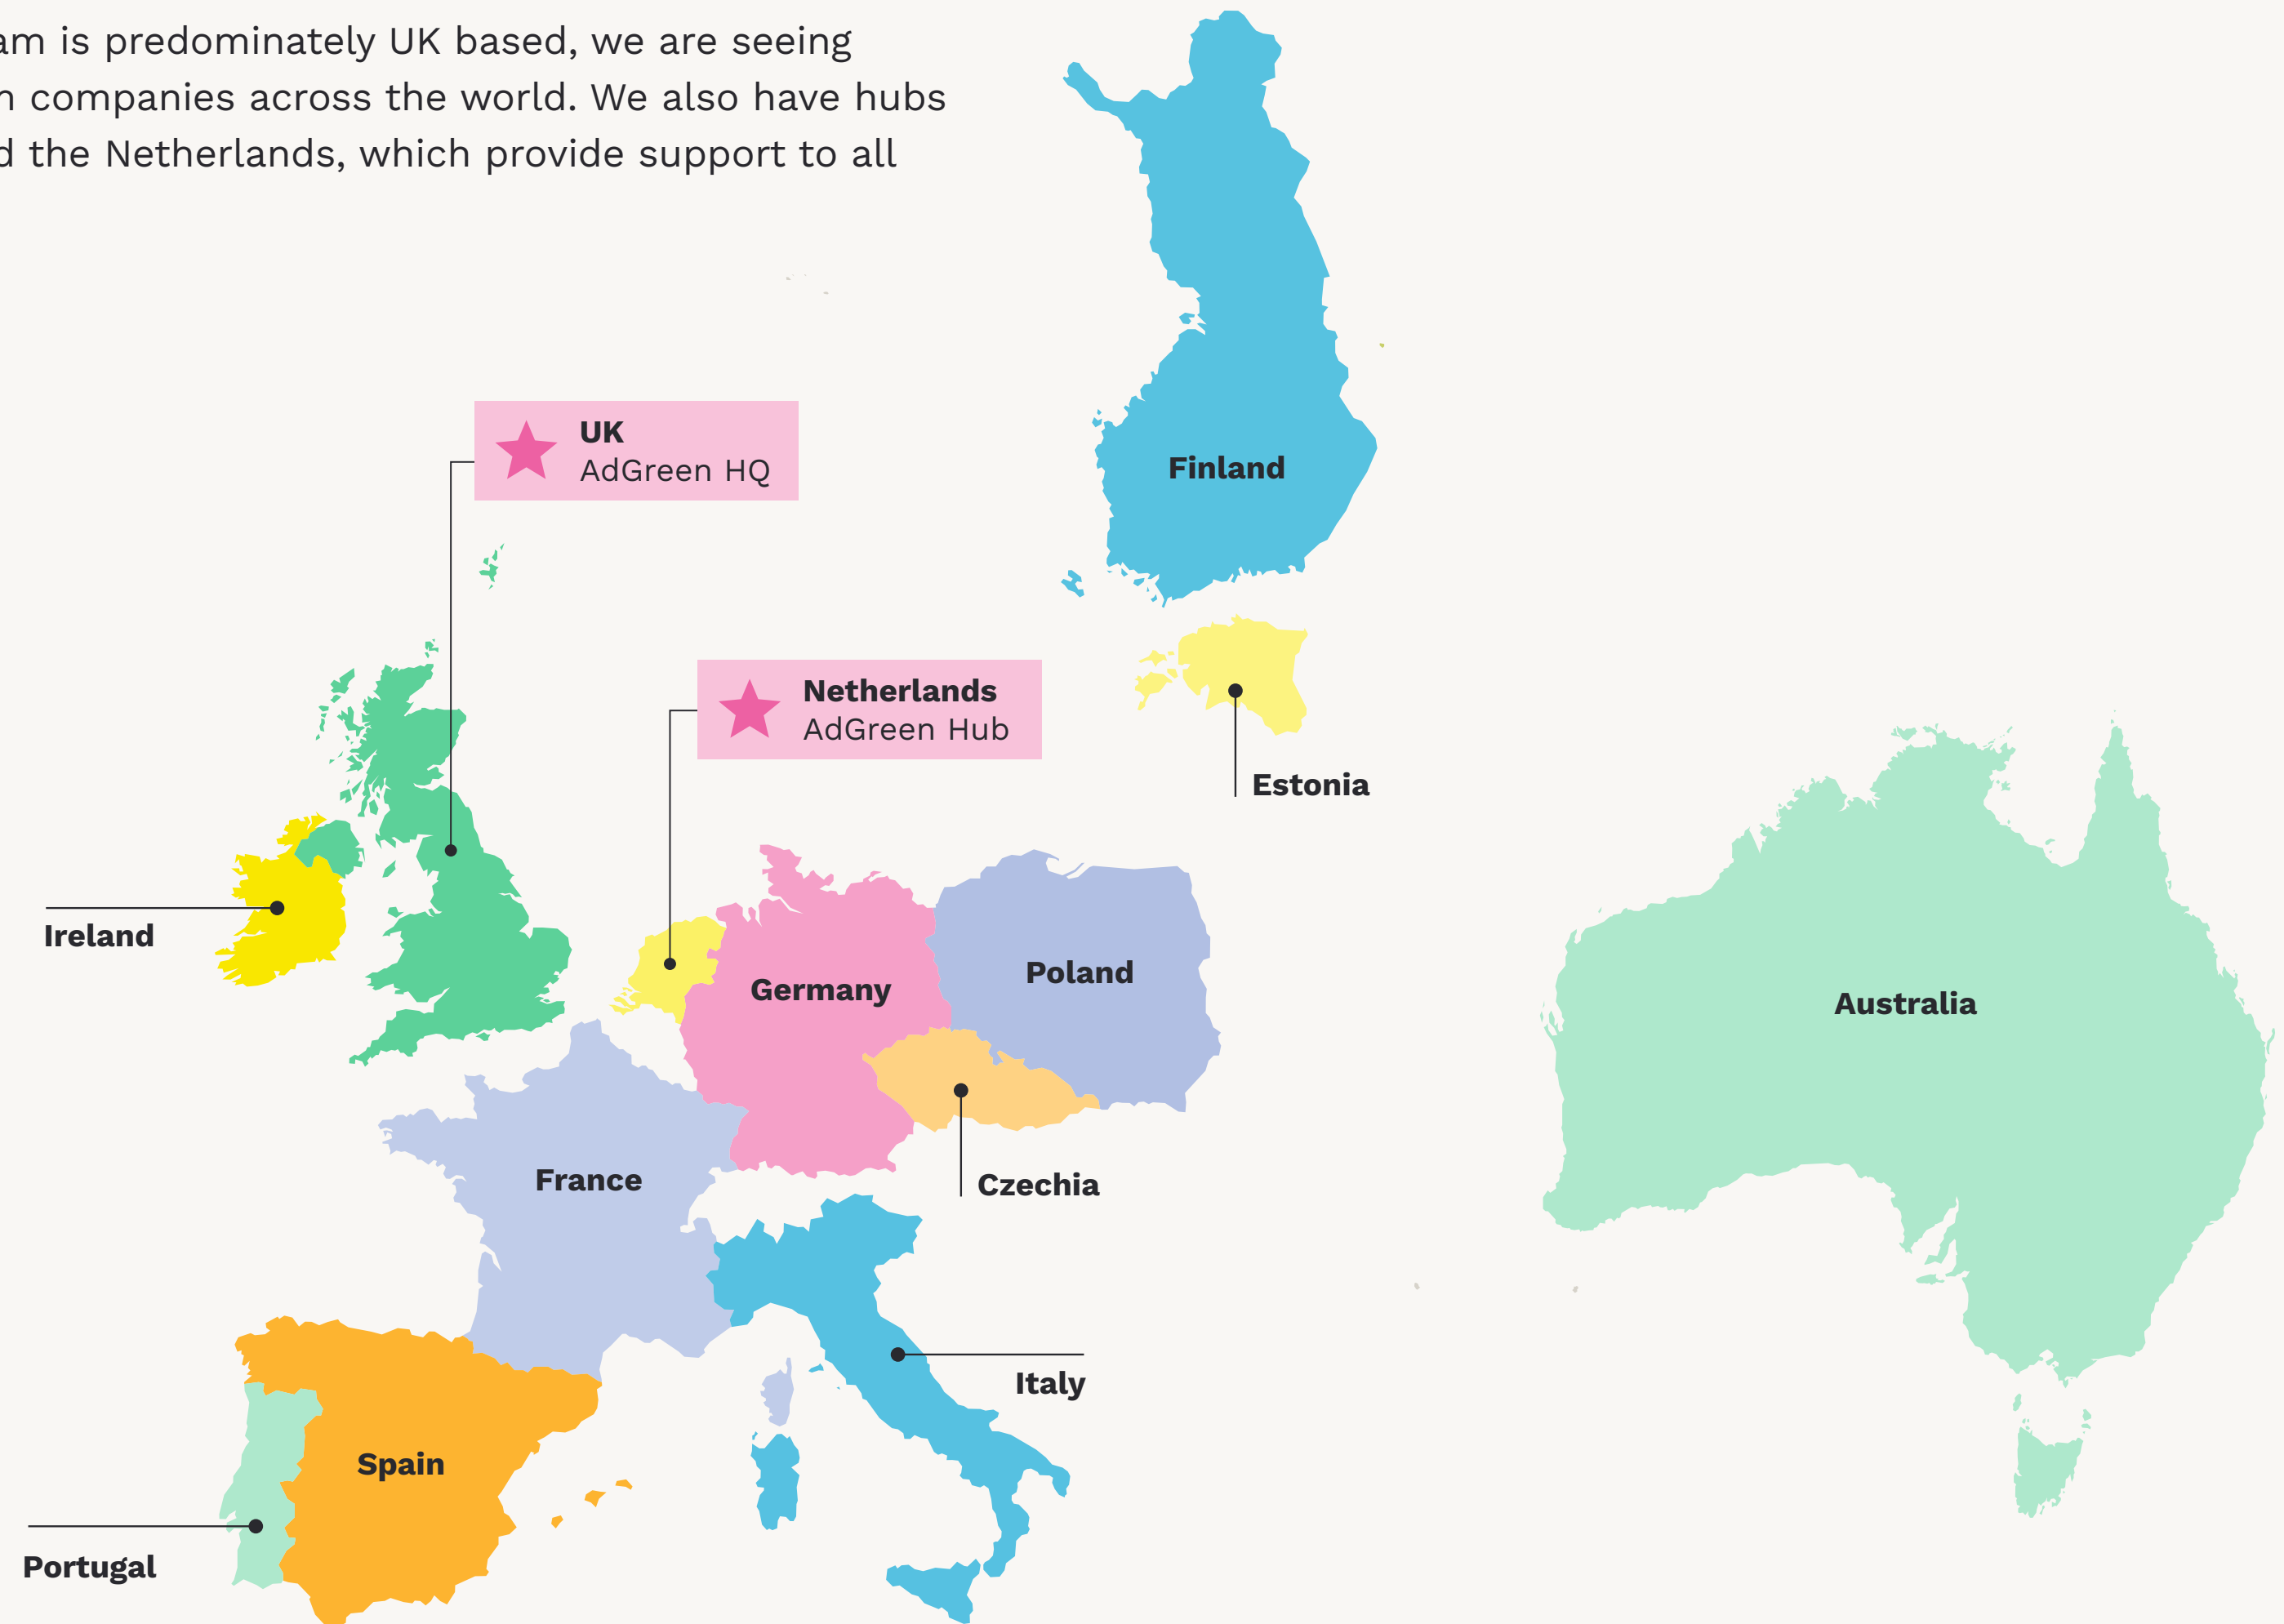 am is predominately UK based, we are seeing
companies across the world. We also have hubs
the Netherlands, which provide support to all
UK
AdGreen HQ
Finland
Netherlands
AdGreen Hub
Estonia
Ireland
Germany
Poland
Australia
France
Czechia
Italy
Spain
Portugal